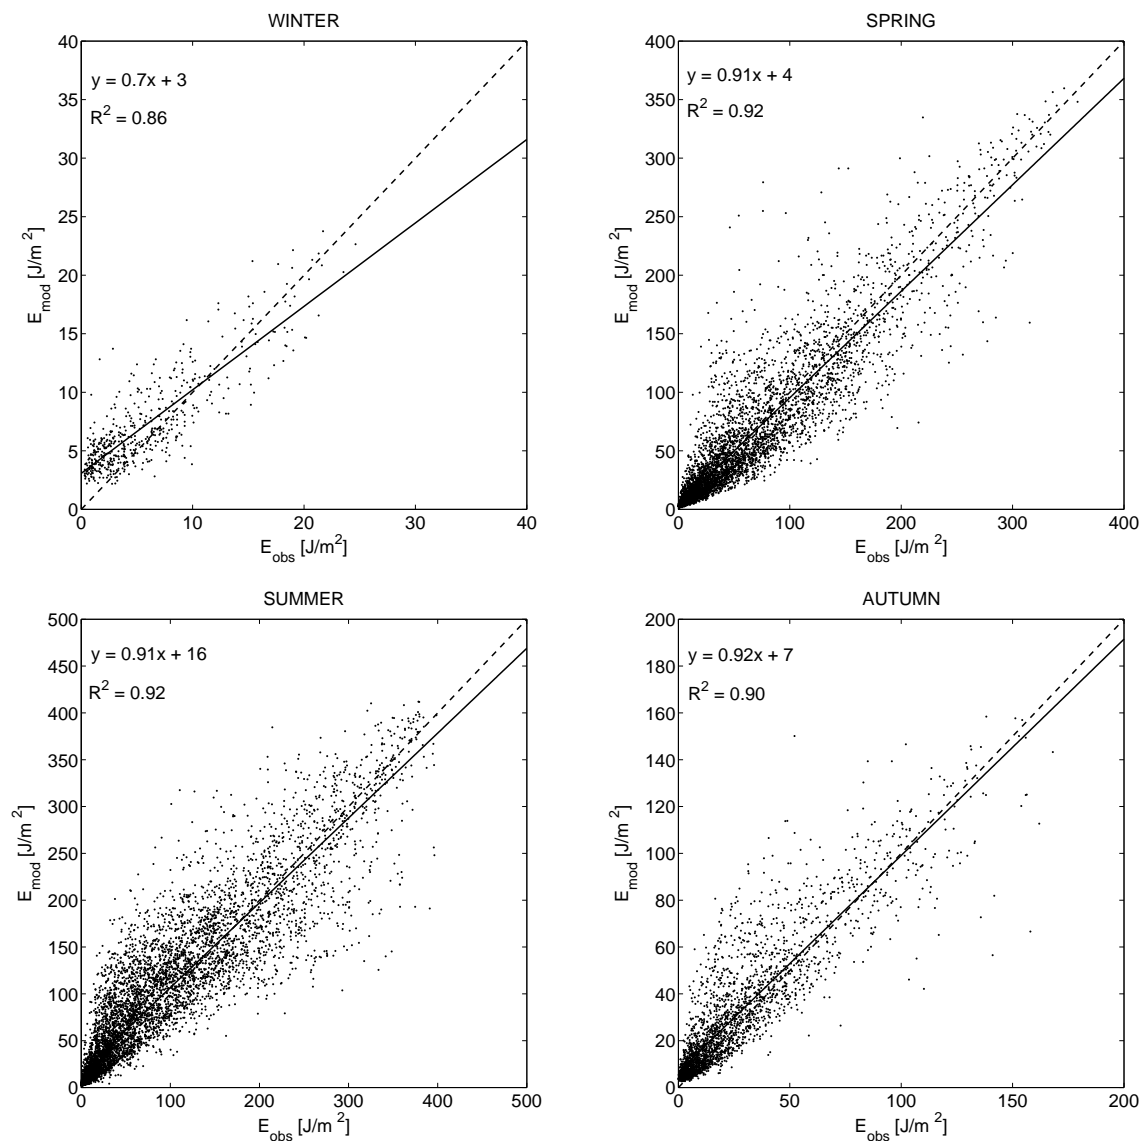 WINTER
y = 0.7x + 3
R² = 0.86
40
35
30
25
20
15
10
5
0
E_mod [J/m²]
0 10 20 30 40
E_obs [J/m²]
SPRING
y = 0.91x + 4
R² = 0.92
400
350
300
250
200
150
100
50
0
E_mod [J/m²]
0 100 200 300 400
E_obs [J/m²]
SUMMER
y = 0.91x + 16
R² = 0.92
500
450
400
350
300
250
200
150
100
50
0
E_mod [J/m²]
0 100 200 300 400 500
E_obs [J/m²]
AUTUMN
y = 0.92x + 7
R² = 0.90
200
180
160
140
120
100
80
60
40
20
0
E_mod [J/m²]
0 50 100 150 200
E_obs [J/m²]